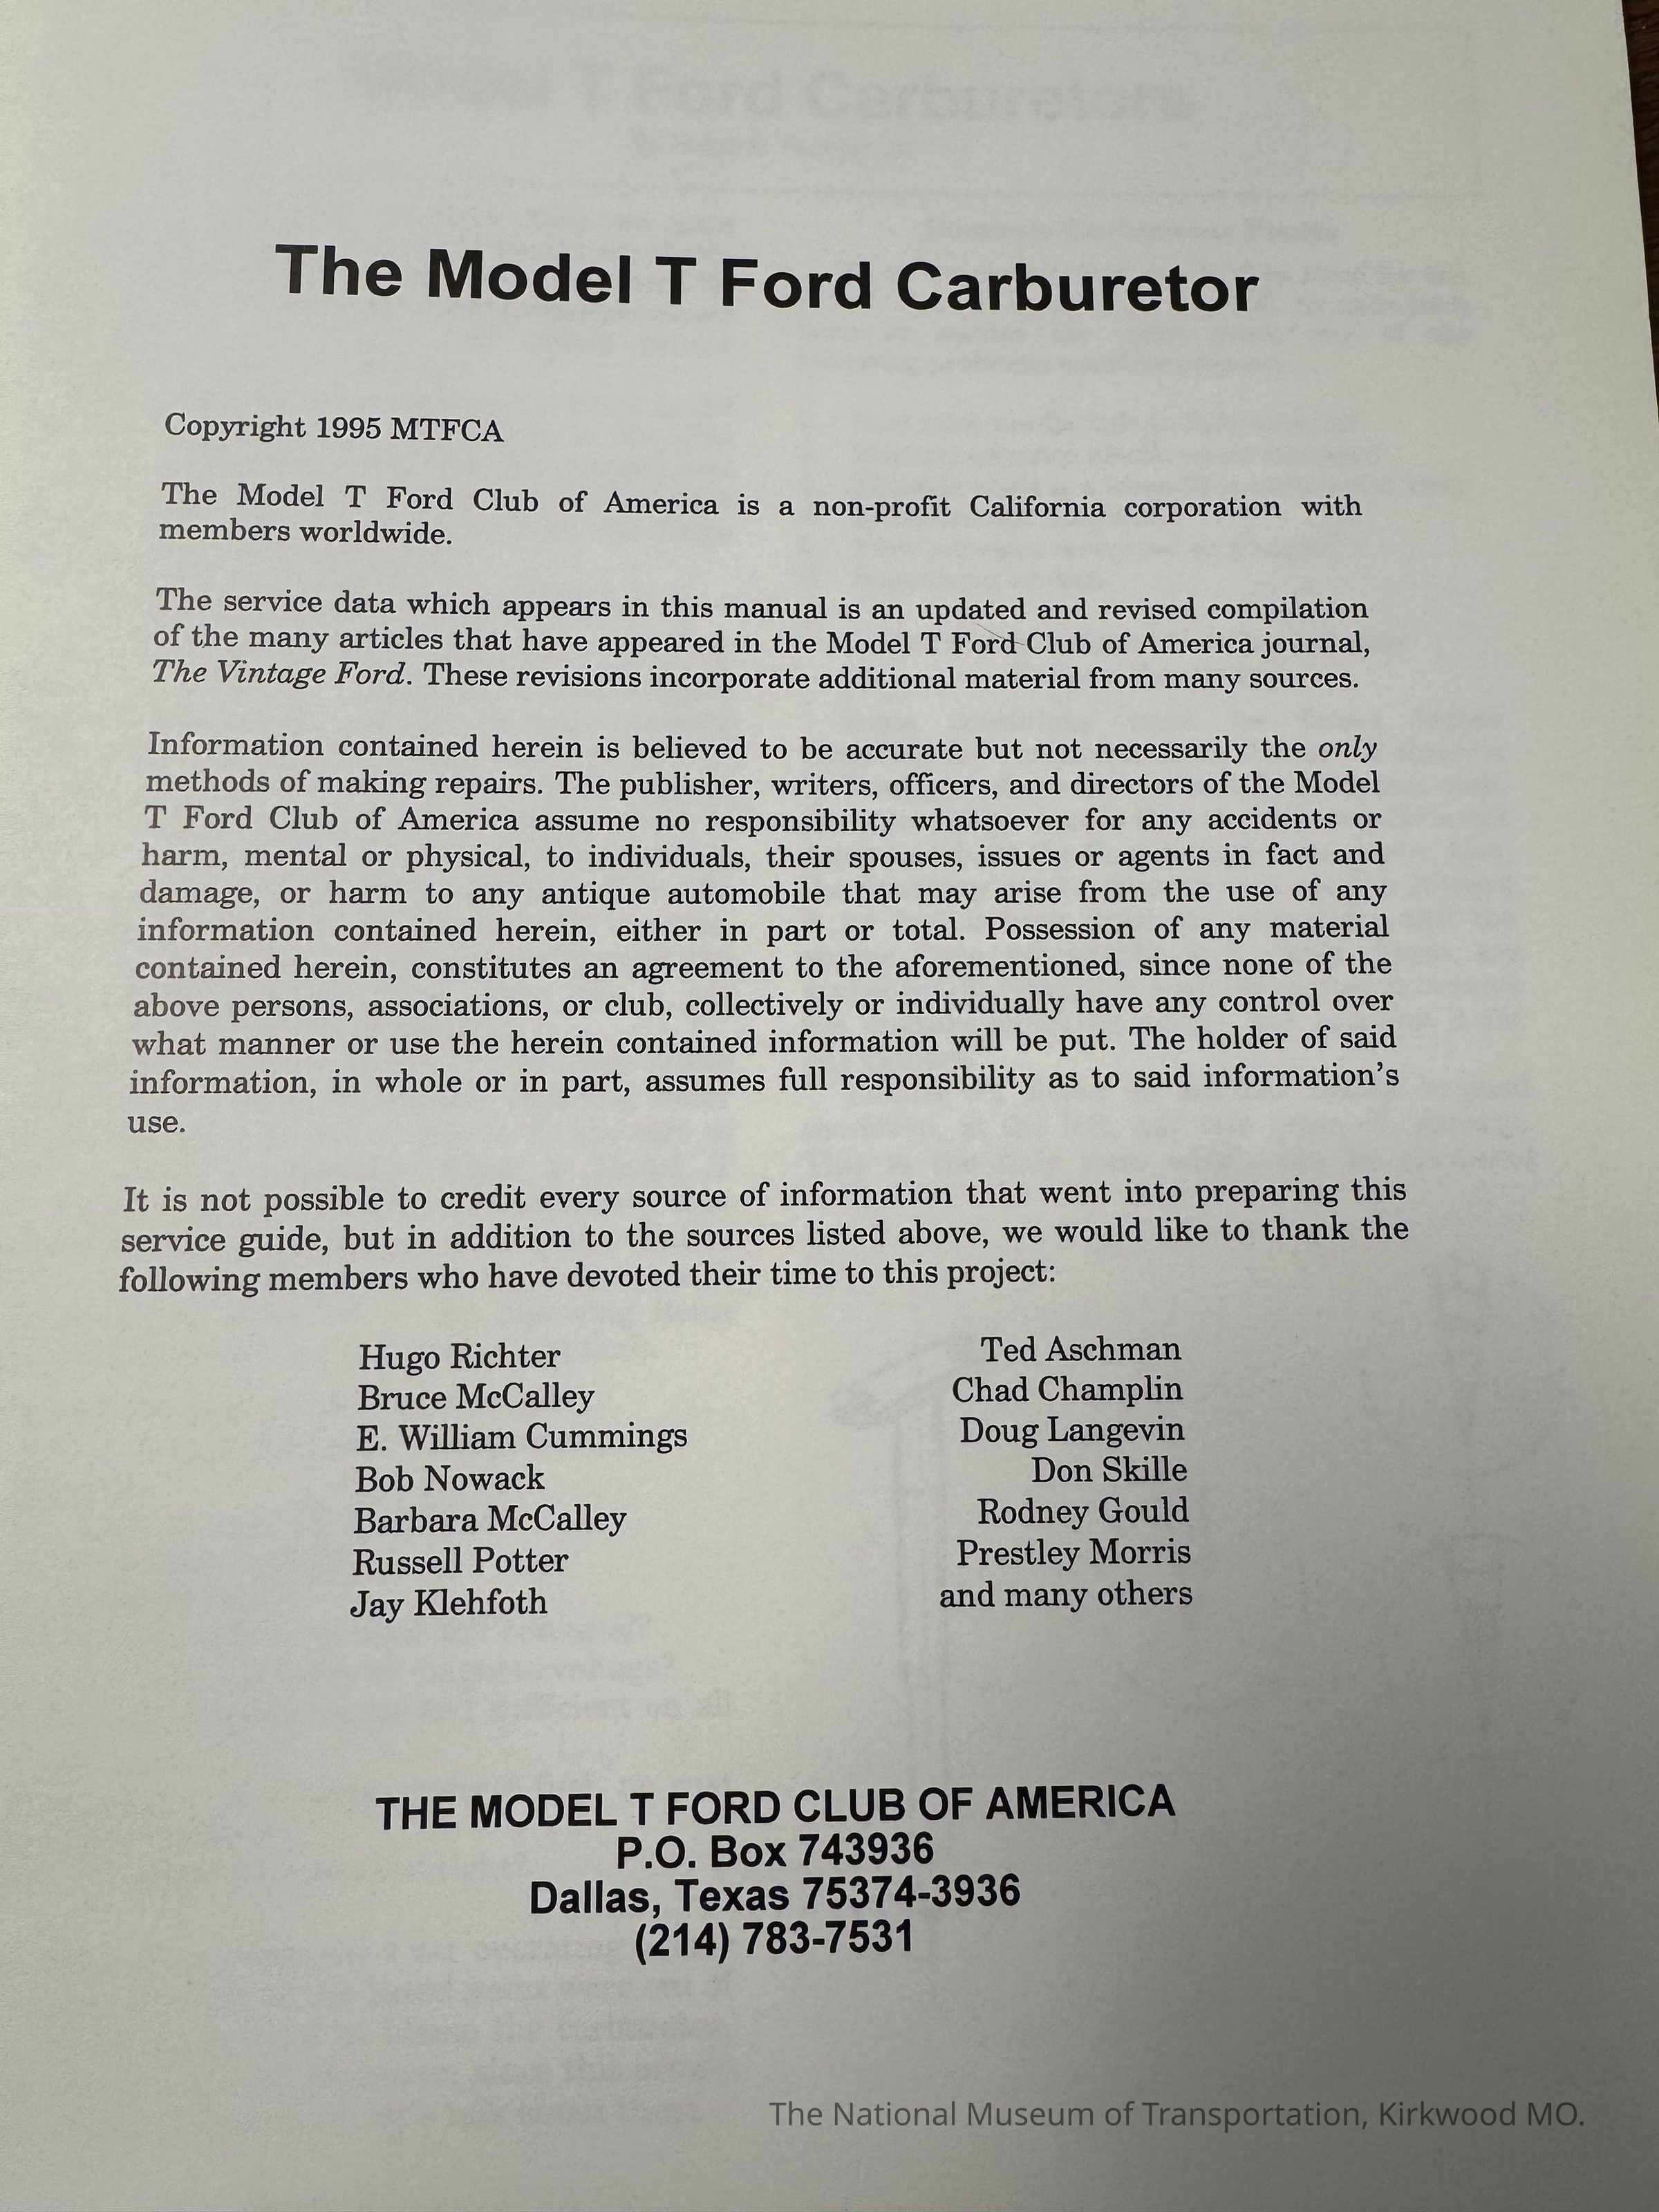 The Model T Ford Carburetor
Copyright 1995 MTFCA
The Model T Ford Club of America is a non-profit California corporation with
members worldwide.
The service data which appears in this manual is an updated and revised compilation
of the many articles that have appeared in the Model T Ford Club of America journal,
The Vintage Ford. These revisions incorporate additional material from many sources.
Information contained herein is believed to be accurate but not necessarily the only
methods of making repairs. The publisher, writers, officers, and directors of the Model
T Ford Club of America assume no responsibility whatsoever for any accidents or
harm, mental or physical, to individuals, their spouses, issues or agents in fact and
damage, or harm to any antique automobile that may arise from the use of any
information contained herein, either in part or total. Possession of any material
contained herein, constitutes an agreement to the aforementioned, since none of the
above persons, associations, or club, collectively or individually have any control over
what manner or use the herein contained information will be put. The holder of said
information, in whole or in part, assumes full responsibility as to said information's
use.
It is not possible to credit every source of information that went into preparing this
service guide, but in addition to the sources listed above, we would like to thank the
following members who have devoted their time to this project:
Hugo Richter
Bruce McCalley
E. William Cummings
Bob Nowack
Barbara McCalley
Russell Potter
Jay Klehfoth
Ted Aschman
Chad Champlin
Doug Langevin
Don Skille
Rodney Gould
Prestley Morris
and many others
THE MODEL T FORD CLUB OF AMERICA
P.O. Box 743936
Dallas, Texas 75374-3936
(214) 783-7531
The National Museum of Transportation, Kirkwood MO.